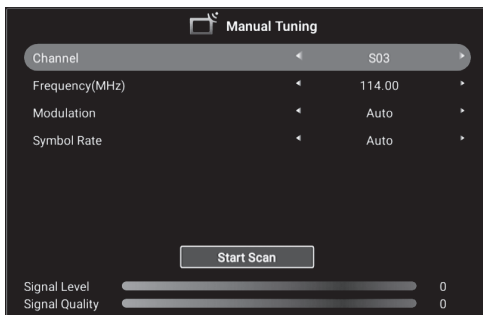 Manual Tuning
Channel S03
Frequency(MHz) 114.00
Modulation Auto
Symbol Rate Auto
Start Scan
Signal Level 0
Signal Quality 0